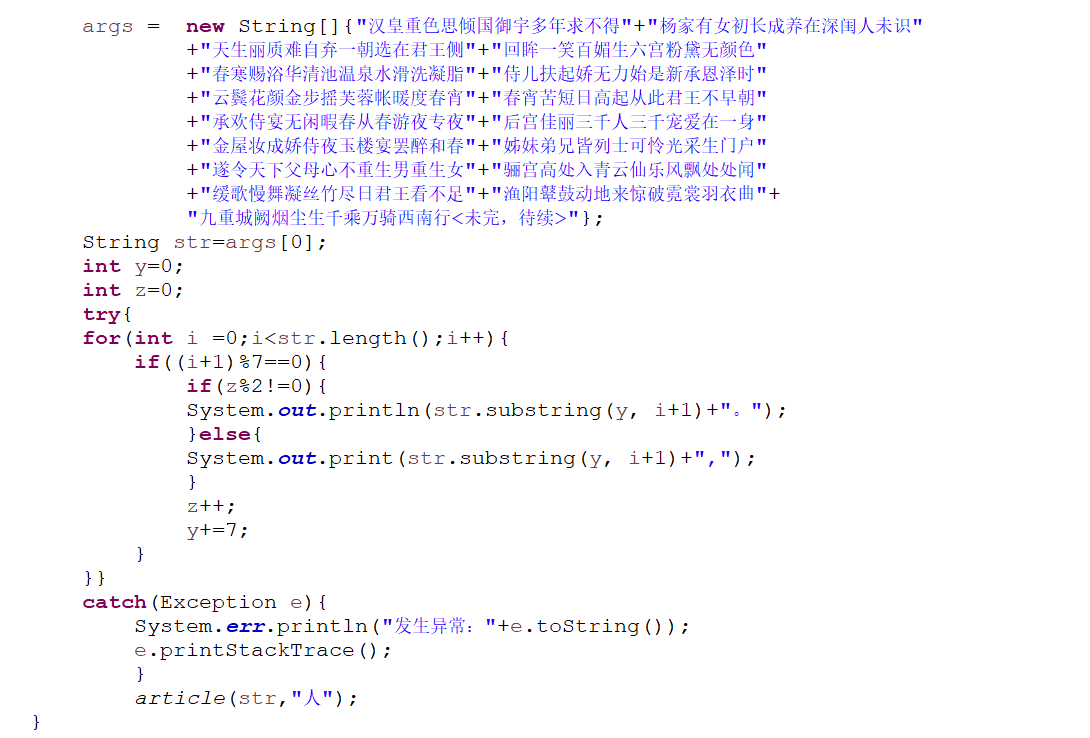 args =  new String[]{"汉皇重色思倾国御宇多年求不得"+"杨家有女初长成养在深闺人未识"
+"天生丽质难自弃一朝选在君王侧"+"回眸一笑百媚生六宫粉黛无颜色"
+"春寒赐浴华清池温泉水滑洗凝脂"+"侍儿扶起娇无力始是新承恩泽时"
+"云鬓花颜金步摇芙蓉帐暖度春宵"+"春宵苦短日高起从此君王不早朝"
+"承欢侍宴无闲暇春从春游夜专夜"+"后宫佳丽三千人三千宠爱在一身"
+"金屋妆成娇侍夜玉楼宴罢醉和春"+"姊妹弟兄皆列士可怜光采生门户"
+"遂令天下父母心不重生男重生女"+"骊宫高处入青云仙乐风飘处处闻"
+"缓歌慢舞凝丝竹尽日君王看不足"+"渔阳鼙鼓动地来惊破霓裳羽衣曲"+
"九重城阙烟尘生千乘万骑西南行<未完，待续>"};
String str=args[0];
int y=0;
int z=0;
try{
for(int i =0;i<str.length();i++){
if((i+1)%7==0){
if(z%2!=0){
System.out.println(str.substring(y, i+1)+"。");
}else{
System.out.print(str.substring(y, i+1)+",");
}
z++;
y+=7;
}
}}
catch(Exception e){
System.err.println("发生异常："+e.toString());
e.printStackTrace();
}
article(str,"人");
}